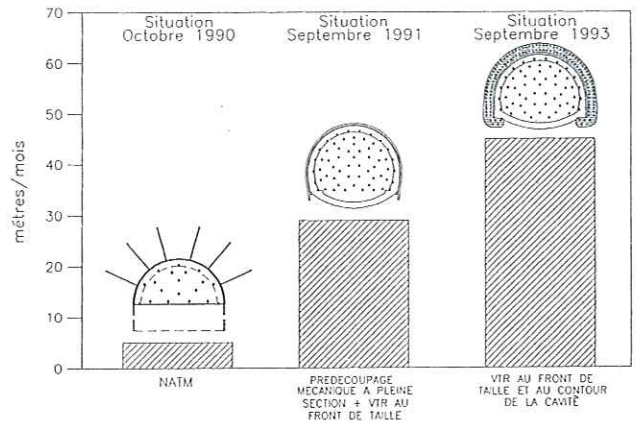 70
60
50
40
30
20
10
0
métres/mois
Situation
Octobre 1990
Situation
Septembre 1991
Situation
Septembre 1993
NATM
PREDECOUPAGE
MECANIQUE A PLEINE
SECTION + VTR AU
FRONT DE TAILLE
VTR AU FRONT DE
TAILLE ET AU CONTOUR
DE LA CAVITÈ